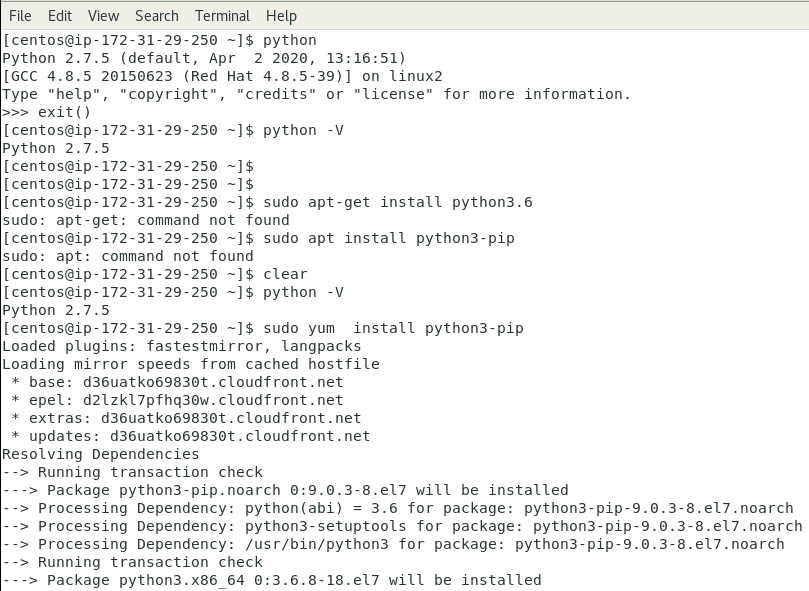 File Edit View Search Terminal Help
[centos@ip-172-31-29-250 ~]$ python
Python 2.7.5 (default, Apr  2 2020, 13:16:51)
[GCC 4.8.5 20150623 (Red Hat 4.8.5-39)] on linux2
Type "help", "copyright", "credits" or "license" for more information.
>>> exit()
[centos@ip-172-31-29-250 ~]$ python -V
Python 2.7.5
[centos@ip-172-31-29-250 ~]$
[centos@ip-172-31-29-250 ~]$
[centos@ip-172-31-29-250 ~]$ sudo apt-get install python3.6
sudo: apt-get: command not found
[centos@ip-172-31-29-250 ~]$ sudo apt install python3-pip
sudo: apt: command not found
[centos@ip-172-31-29-250 ~]$ clear
[centos@ip-172-31-29-250 ~]$ python -V
Python 2.7.5
[centos@ip-172-31-29-250 ~]$ sudo yum  install python3-pip
Loaded plugins: fastestmirror, langpacks
Loading mirror speeds from cached hostfile
 * base: d36uatko69830t.cloudfront.net
 * epel: d2lzkl7pfhq30w.cloudfront.net
 * extras: d36uatko69830t.cloudfront.net
 * updates: d36uatko69830t.cloudfront.net
Resolving Dependencies
--> Running transaction check
---> Package python3-pip.noarch 0:9.0.3-8.el7 will be installed
--> Processing Dependency: python(abi) = 3.6 for package: python3-pip-9.0.3-8.el7.noarch
--> Processing Dependency: python3-setuptools for package: python3-pip-9.0.3-8.el7.noarch
--> Processing Dependency: /usr/bin/python3 for package: python3-pip-9.0.3-8.el7.noarch
--> Running transaction check
---> Package python3.x86_64 0:3.6.8-18.el7 will be installed